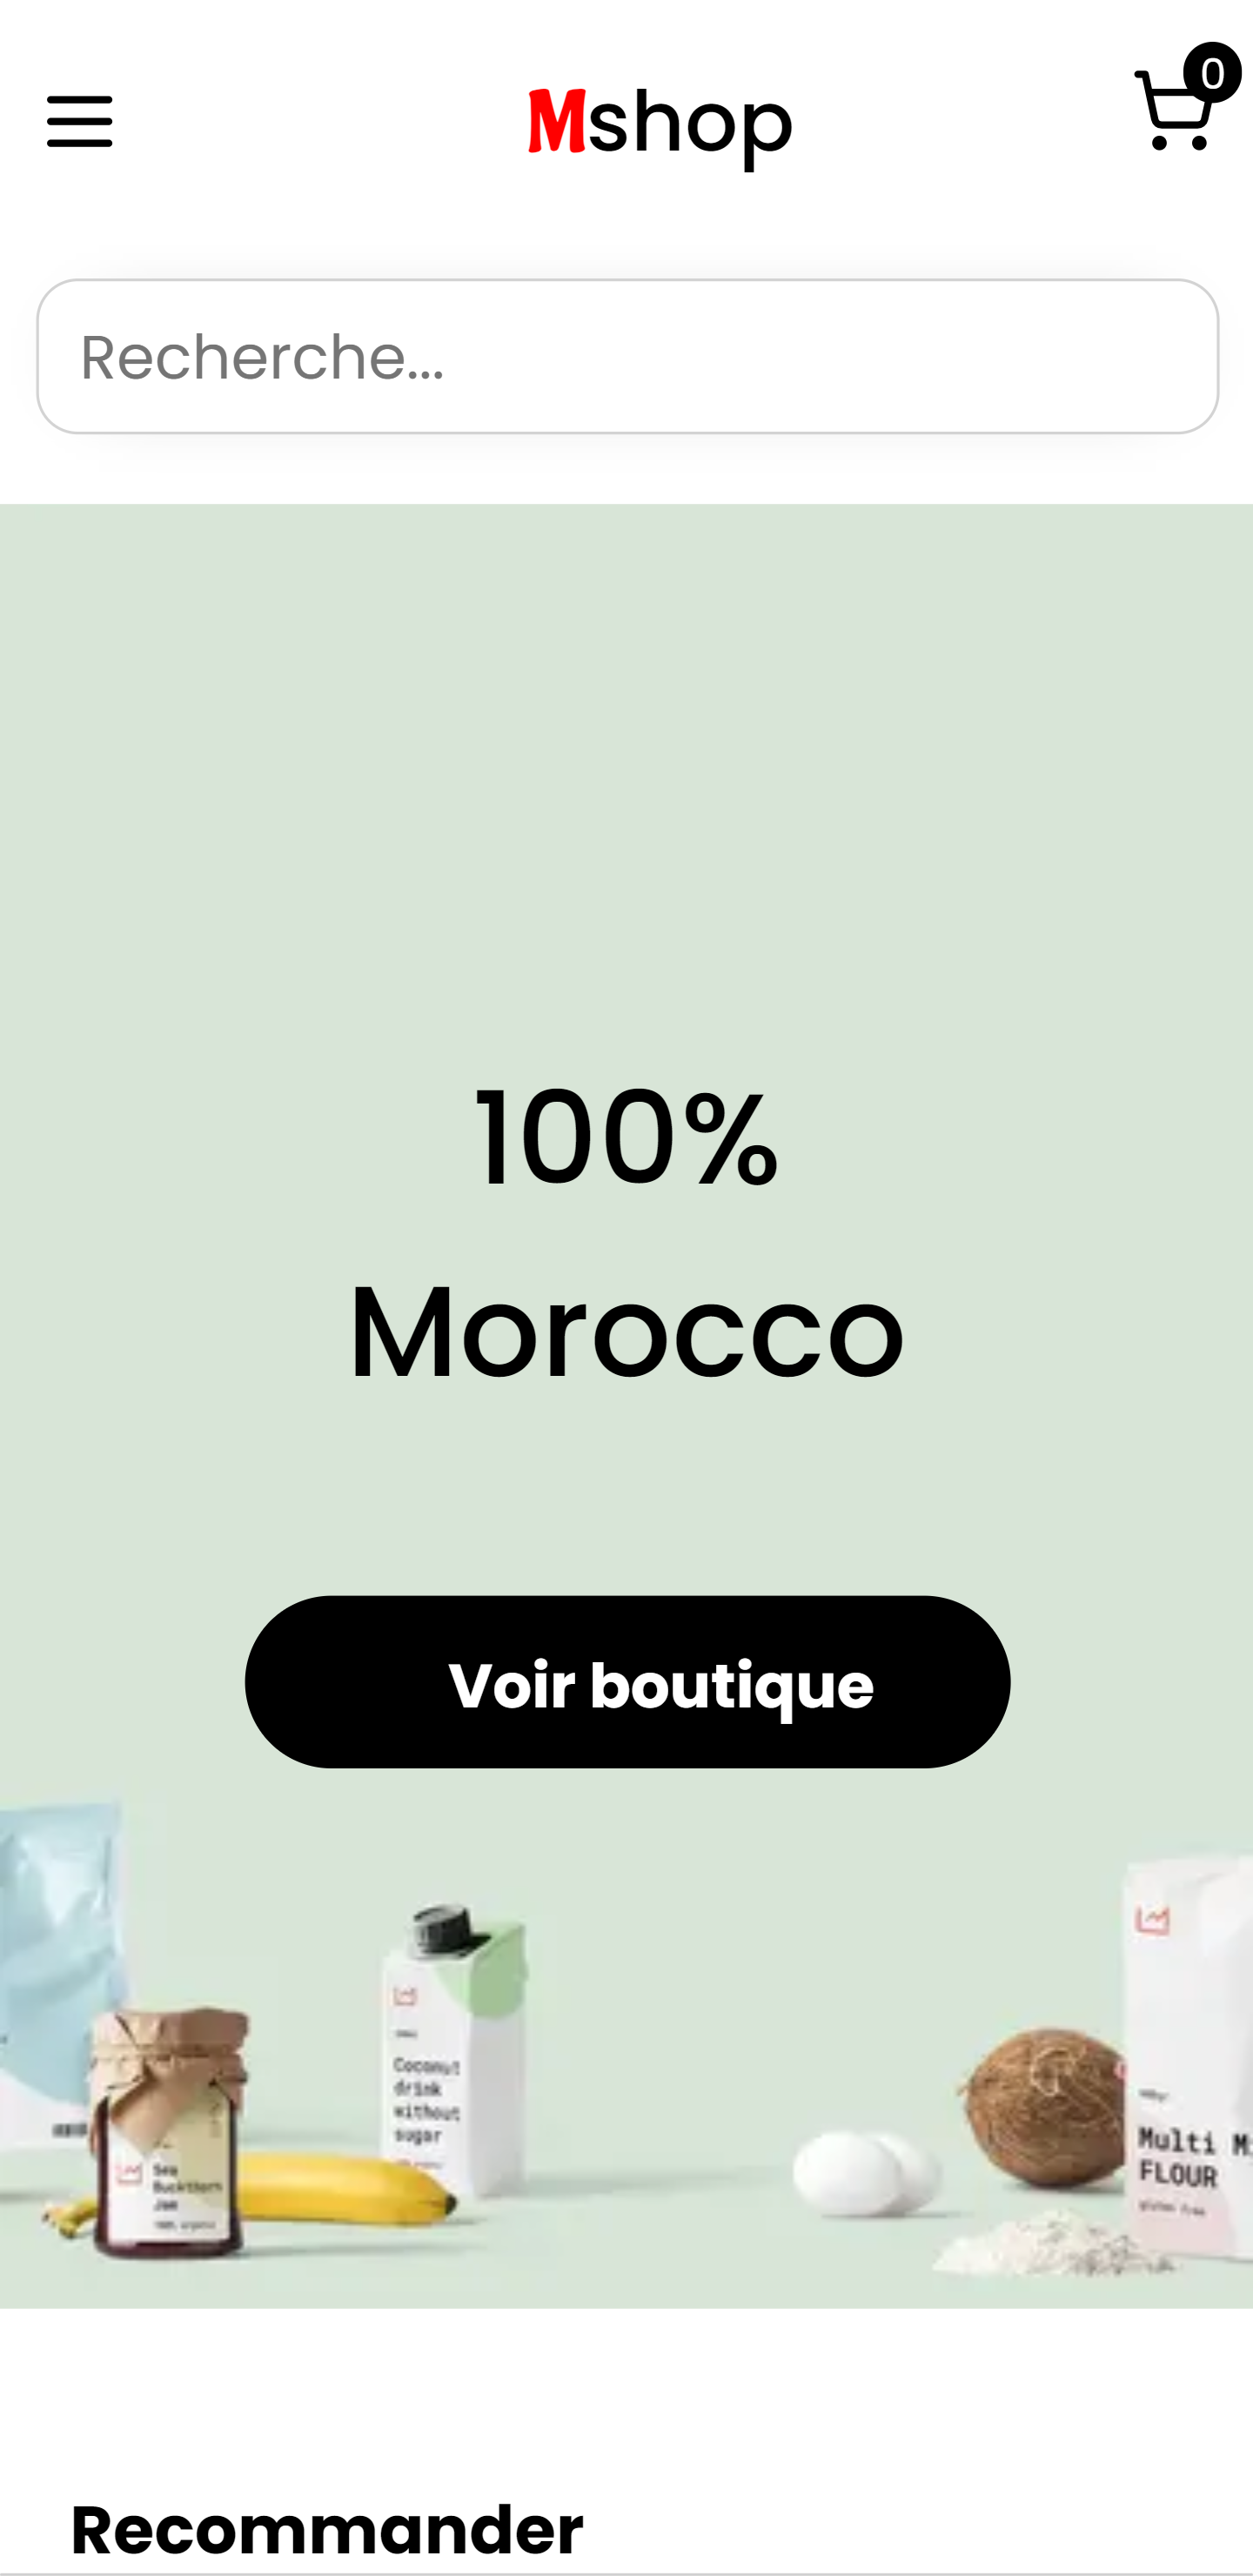 Mshop
0
Recherche...
100%
Morocco
Voir boutique
Coconut
drink
without
sugar
Sea
Buckthorn
Jam
100% organic
Multi Mi
FLOUR
gluten free
Recommander